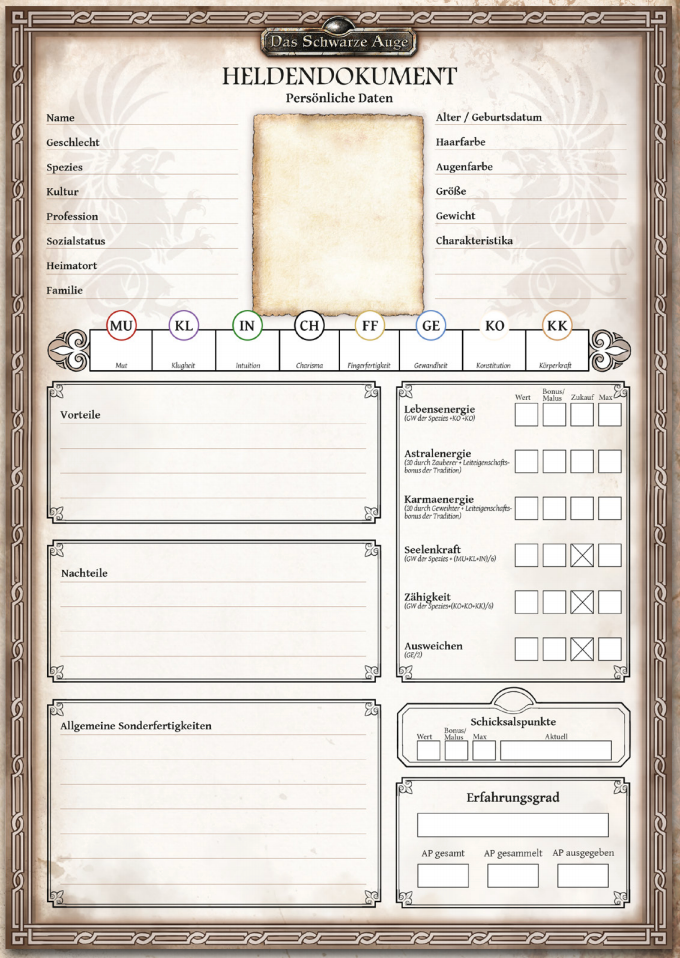 Das Schwarze Auge
HELDENDOKUMENT
Persönliche Daten
Name
Geschlecht
Spezies
Kultur
Profession
Sozialstatus
Heimatort
Familie
Alter / Geburtsdatum
Haarfarbe
Augenfarbe
Größe
Gewicht
Charakteristika
MU KL IN CH FF GE KO KK
Mut Klugheit Intuition Charisma Fingerfertigkeit Gewandheit Konstitution Körperkraft
Vorteile
Nachteile
Allgemeine Sonderfertigkeiten
Wert Bonus/ Malus Zukauf Max
Lebensenergie
(GW der Spezies +KO +KO)
Astralenergie
(20 durch Zauberer + Leiteigenschafts-
bonus der Tradition)
Karmaenergie
(20 durch Geweihter + Leiteigenschafts-
bonus der Tradition)
Seelenkraft
(GW der Spezies + (MU+KL+IN)/6)
Zähigkeit
(GW der Spezies+(KO+KO+KK)/6)
Ausweichen
(GE/2)
Schicksalspunkte
Wert Bonus/ Malus Max Aktuell
Erfahrungsgrad
AP gesamt AP gesammelt AP ausgegeben